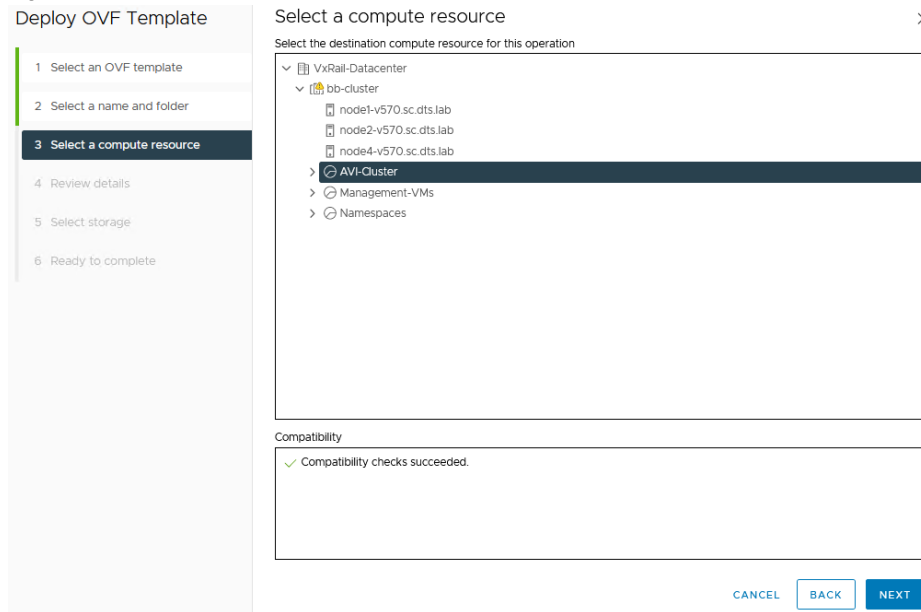 Deploy OVF Template
1 Select an OVF template
2 Select a name and folder
3 Select a compute resource
4 Review details
5 Select storage
6 Ready to complete
Select a compute resource
Select the destination compute resource for this operation
VxRail-Datacenter
bb-cluster
node1-v570.sc.dts.lab
node2-v570.sc.dts.lab
node4-v570.sc.dts.lab
AVI-Cluster
Management-VMs
Namespaces
Compatibility
Compatibility checks succeeded.
CANCEL BACK NEXT